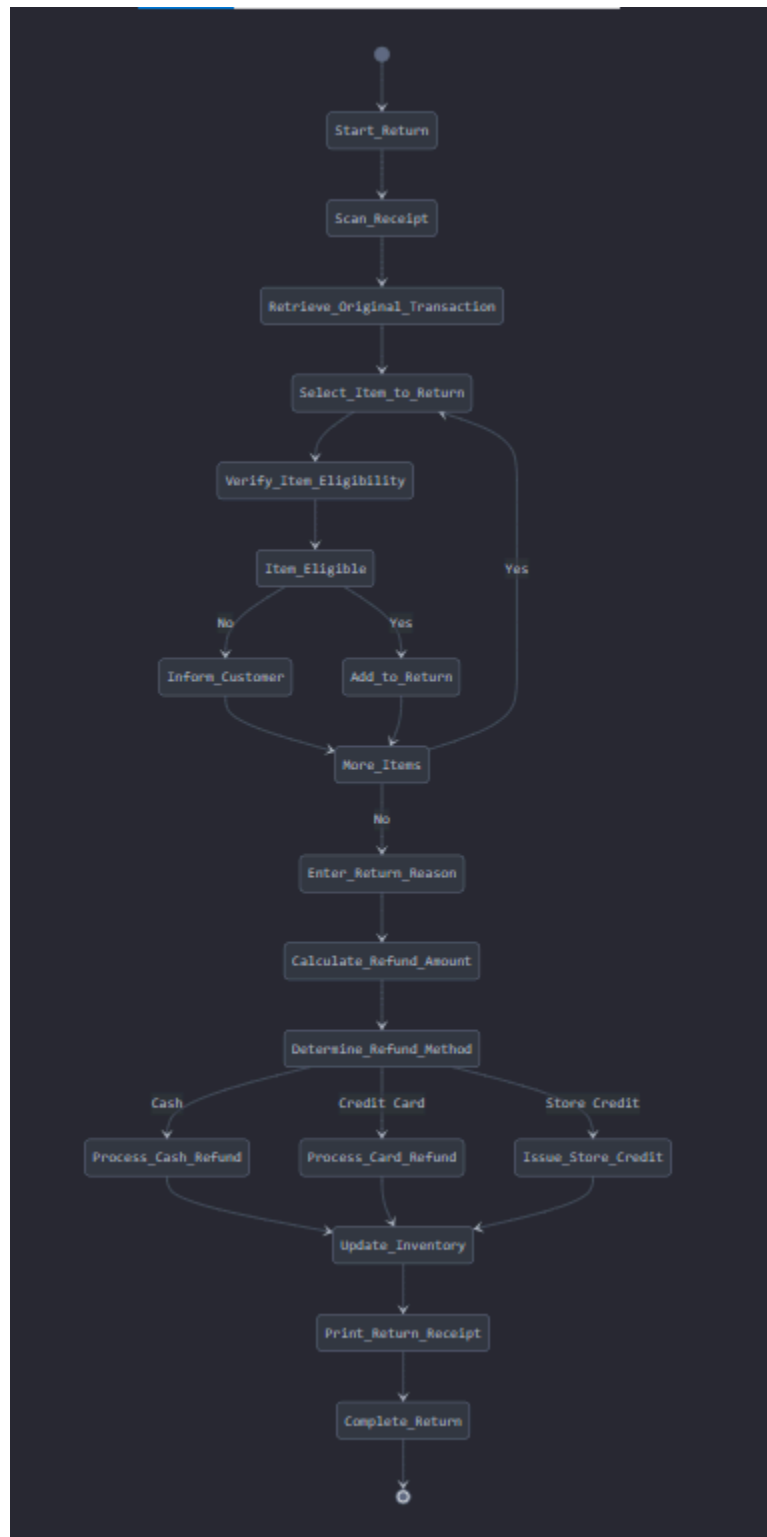 Start_Return
Scan_Receipt
Retrieve_Original_Transaction
Select_Item_to_Return
Verify_Item_Eligibility
Item_Eligible
Yes
No
Yes
Inform_Customer
Add_to_Return
More_Items
No
Enter_Return_Reason
Calculate_Refund_Amount
Determine_Refund_Method
Cash
Credit Card
Store Credit
Process_Cash_Refund
Process_Card_Refund
Issue_Store_Credit
Update_Inventory
Print_Return_Receipt
Complete_Return